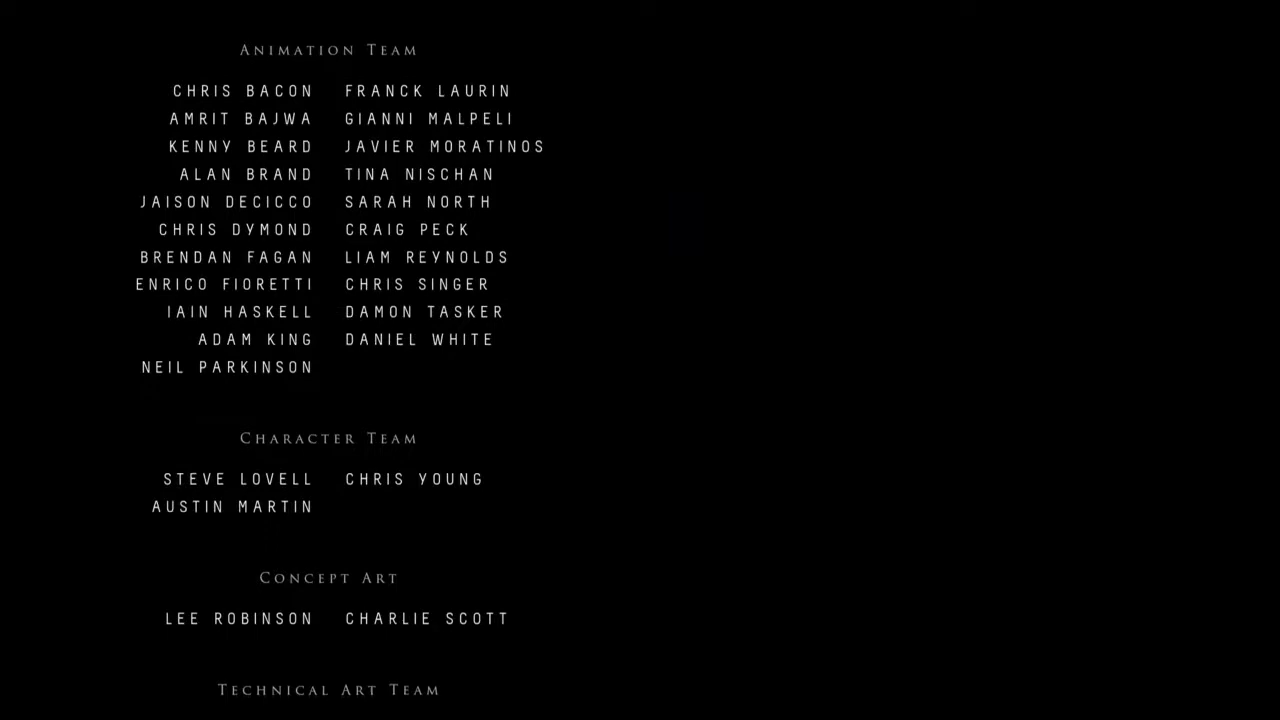 Animation Team
CHRIS BACON FRANCK LAURIN
AMRIT BAJWA GIANNI MALPELI
KENNY BEARD JAVIER MORATINOS
ALAN BRAND TINA NISCHAN
JAISON DECICCO SARAH NORTH
CHRIS DYMOND CRAIG PECK
BRENDAN FAGAN LIAM REYNOLDS
ENRICO FIORETTI CHRIS SINGER
IAIN HASKELL DAMON TASKER
ADAM KING DANIEL WHITE
NEIL PARKINSON
Character Team
STEVE LOVELL CHRIS YOUNG
AUSTIN MARTIN
Concept Art
LEE ROBINSON CHARLIE SCOTT
Technical Art Team